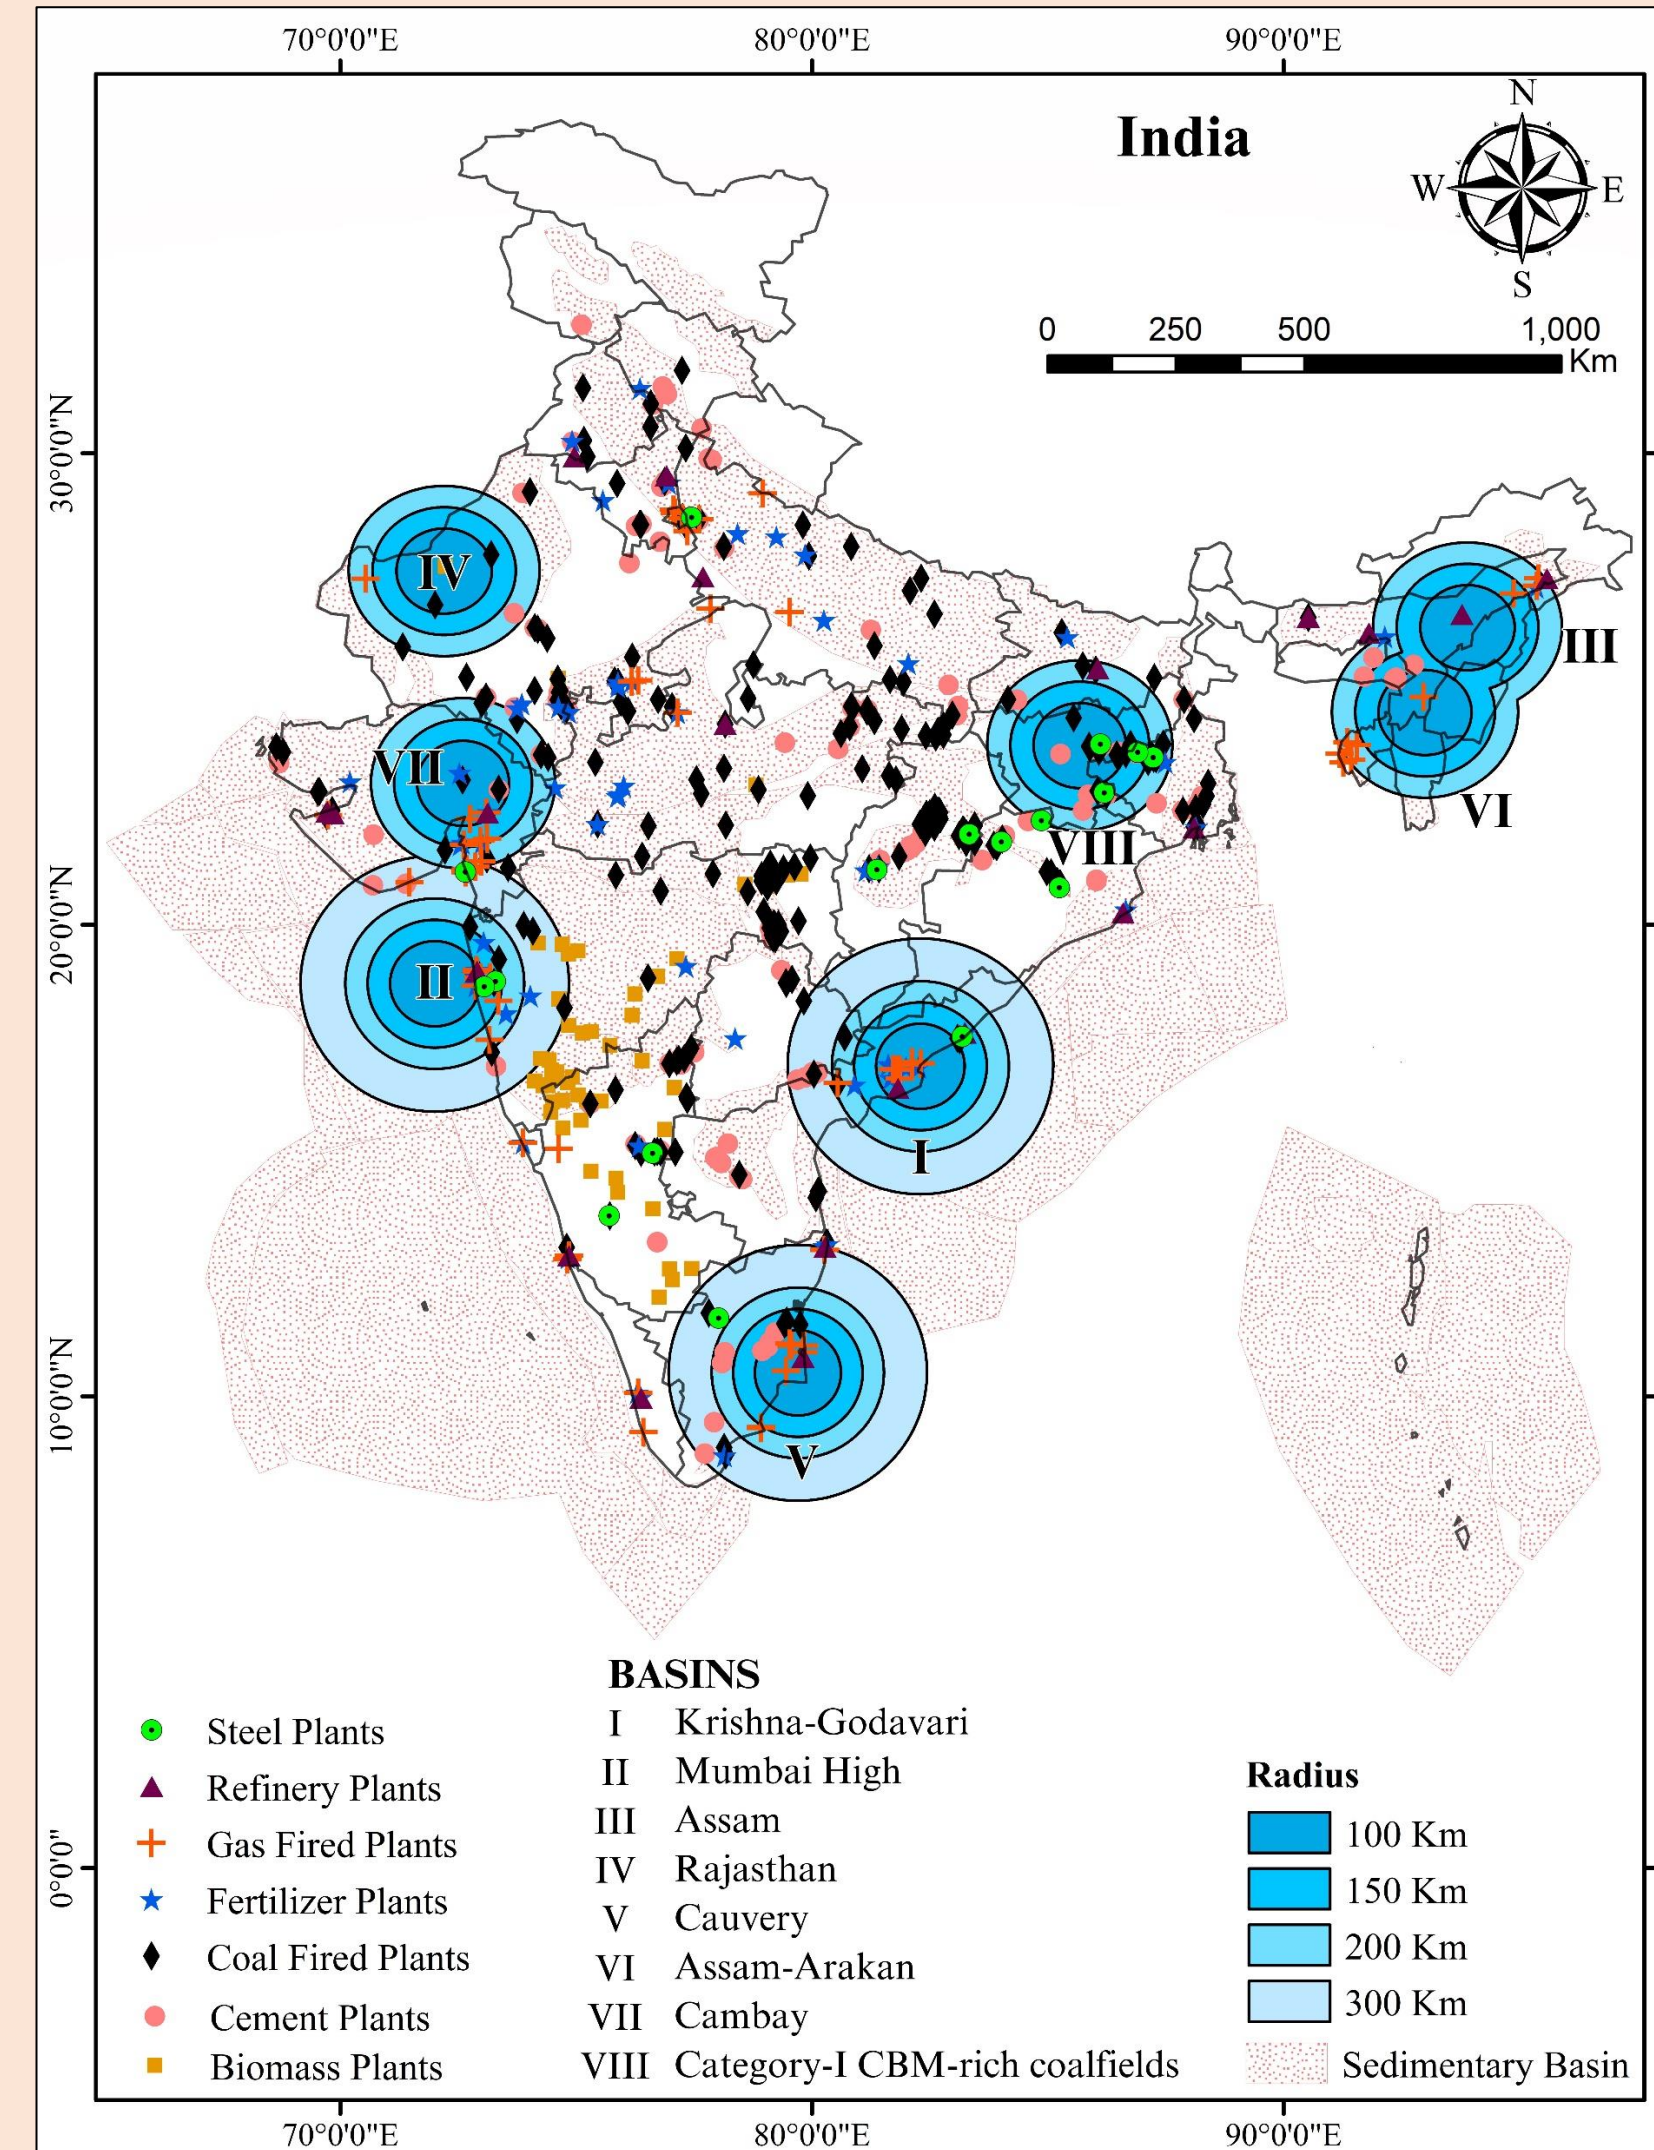 70°0'0"E 80°0'0"E 90°0'0"E
India
N
W E
S
0 250 500 1,000
Km
30°0'0"N
20°0'0"N
10°0'0"N
0°0'0"
IV
III
VII
VI
VIII
II
I
V
BASINS
I Krishna-Godavari
II Mumbai High
III Assam
IV Rajasthan
V Cauvery
VI Assam-Arakan
VII Cambay
VIII Category-I CBM-rich coalfields
Steel Plants
Refinery Plants
Gas Fired Plants
Fertilizer Plants
Coal Fired Plants
Cement Plants
Biomass Plants
Radius
100 Km
150 Km
200 Km
300 Km
Sedimentary Basin
70°0'0"E 80°0'0"E 90°0'0"E